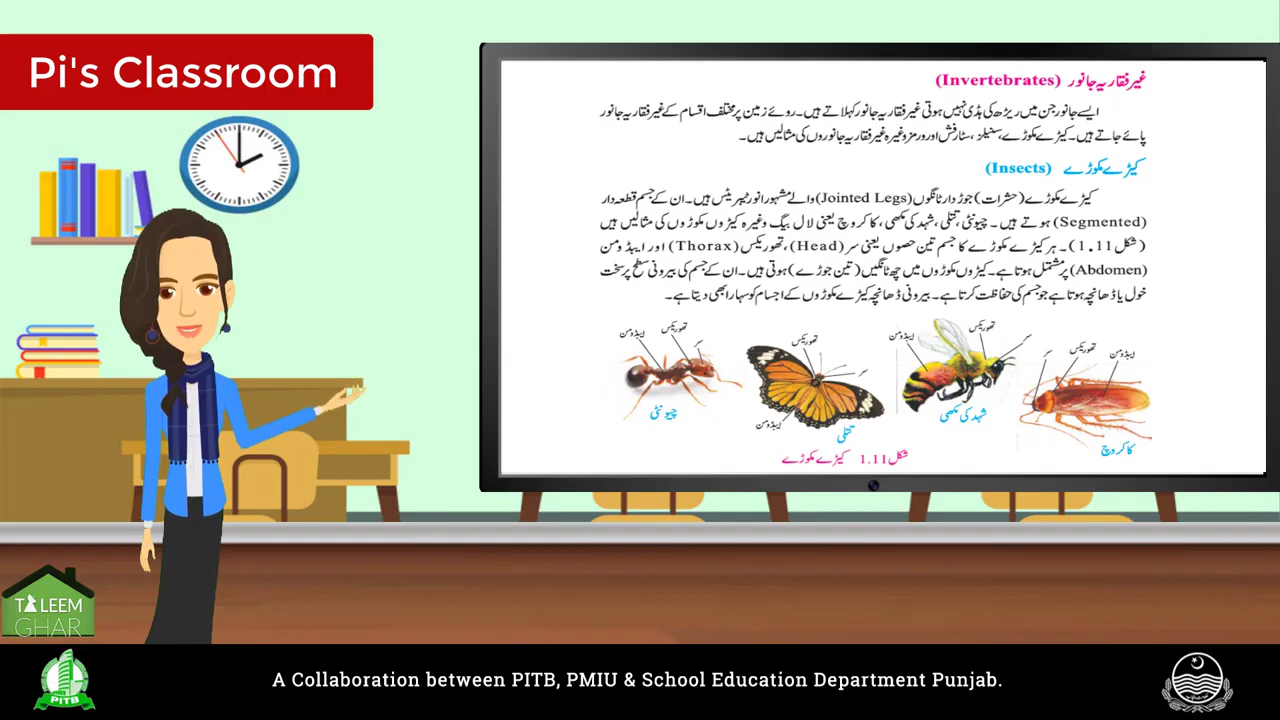 Pi's Classroom
غیر فقاریہ جانور (Invertebrates)
ایسے جانور جن میں ریڑھ کی ہڈی نہیں ہوتی غیر فقاریہ جانور کہلاتے ہیں۔ روئے زمین پر مختلف اقسام کے غیر فقاریہ جانور
پائے جاتے ہیں۔ کیڑے مکوڑے، سنیلز، سٹارفش اور ورمز وغیرہ غیر فقاریہ جانوروں کی مثالیں ہیں۔
کیڑے مکوڑے (Insects)
کیڑے مکوڑے (حشرات) جوڑ دار ٹانگوں (Jointed Legs) والے مشہور انورٹیبریٹس ہیں۔ ان کے جسم قطعہ دار
(Segmented) ہوتے ہیں۔ چیونٹی، تتلی، شہد کی مکھی، کاکروچ یعنی لال بیگ وغیرہ کیڑوں مکوڑوں کی مثالیں ہیں
(شکل 1.11)۔ ہر کیڑے مکوڑے کا جسم تین حصوں یعنی سر (Head)، تھوریکس (Thorax) اور ایبڈومن
(Abdomen) پر مشتمل ہوتا ہے۔ کیڑوں مکوڑوں میں چھ ٹانگیں (تین جوڑے) ہوتی ہیں۔ ان کے جسم کی بیرونی سطح پر سخت
خول یا ڈھانچہ ہوتا ہے جو جسم کی حفاظت کرتا ہے۔ بیرونی ڈھانچہ کیڑے مکوڑوں کے اجسام کو سہارا بھی دیتا ہے۔
ایبڈومن
تھوریکس
سر
چیونٹی
تھوریکس
سر
ایبڈومن
تتلی
ایبڈومن
تھوریکس
سر
شہد کی مکھی
سر
تھوریکس
ایبڈومن
کاکروچ
شکل 1.11 کیڑے مکوڑے
TALEEM
GHAR
PITB
A Collaboration between PITB, PMIU & School Education Department Punjab.